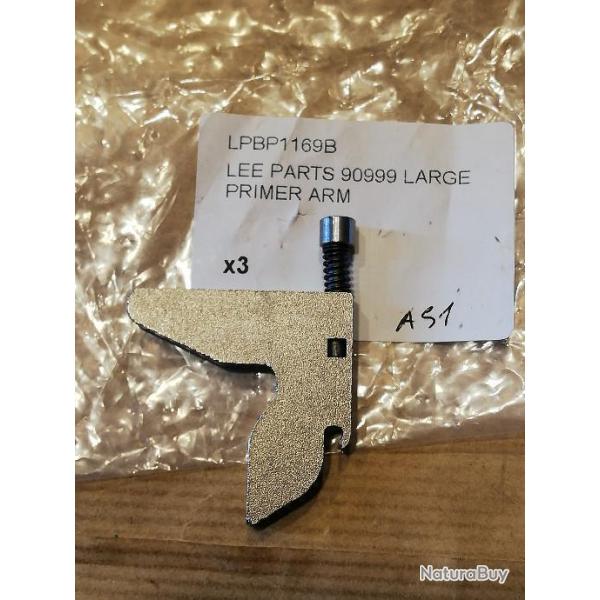 LPBP1169B
LEE PARTS 90999 LARGE
PRIMER ARM
x3
AS1
NaturaBuy